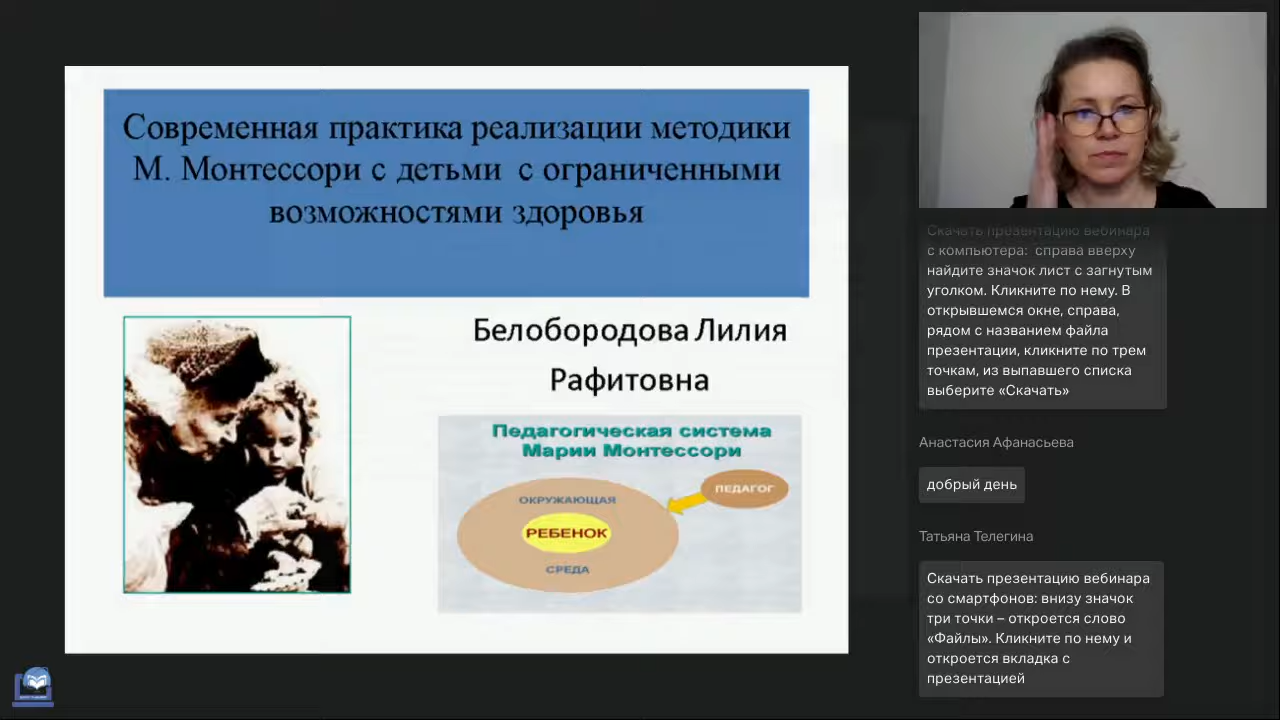 Современная практика реализации методики
М. Монтессори с детьми с ограниченными
возможностями здоровья
Белобородова Лилия
Рафитовна
Педагогическая система
Марии Монтессори
ПЕДАГОГ
ОКРУЖАЮЩАЯ
РЕБЕНОК
СРЕДА
Скачать презентацию вебинара
с компьютера: справа вверху
найдите значок лист с загнутым
уголком. Кликните по нему. В
открывшемся окне, справа,
рядом с названием файла
презентации, кликните по трем
точкам, из выпавшего списка
выберите «Скачать»
Анастасия Афанасьева
добрый день
Татьяна Телегина
Скачать презентацию вебинара
со смартфонов: внизу значок
три точки – откроется слово
«Файлы». Кликните по нему и
откроется вкладка с
презентацией